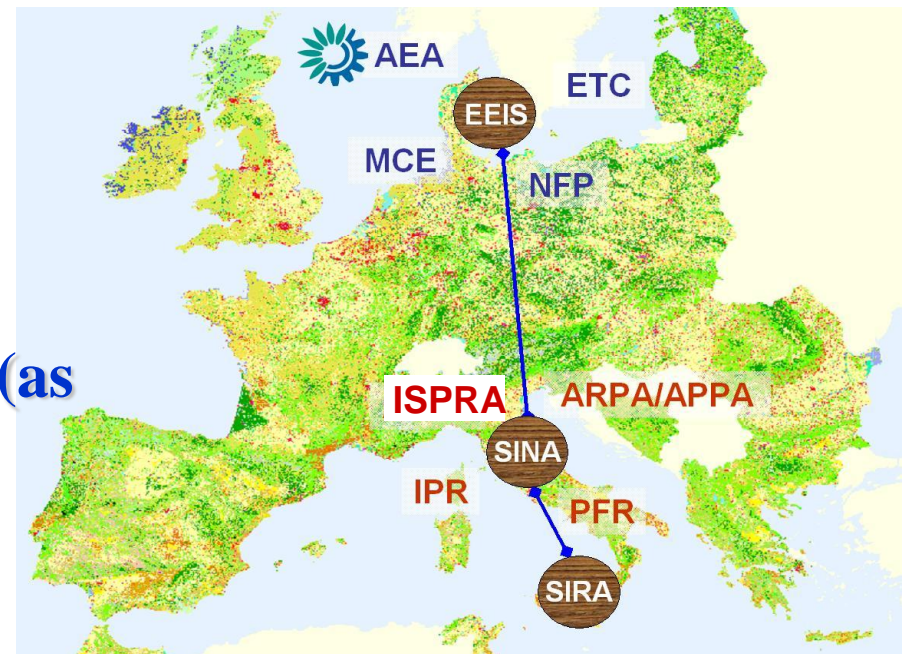 AEA
ETC
EEIS
MCE
NFP
(as
ISPRA
ARPA/APPA
SINA
IPR
PFR
SIRA